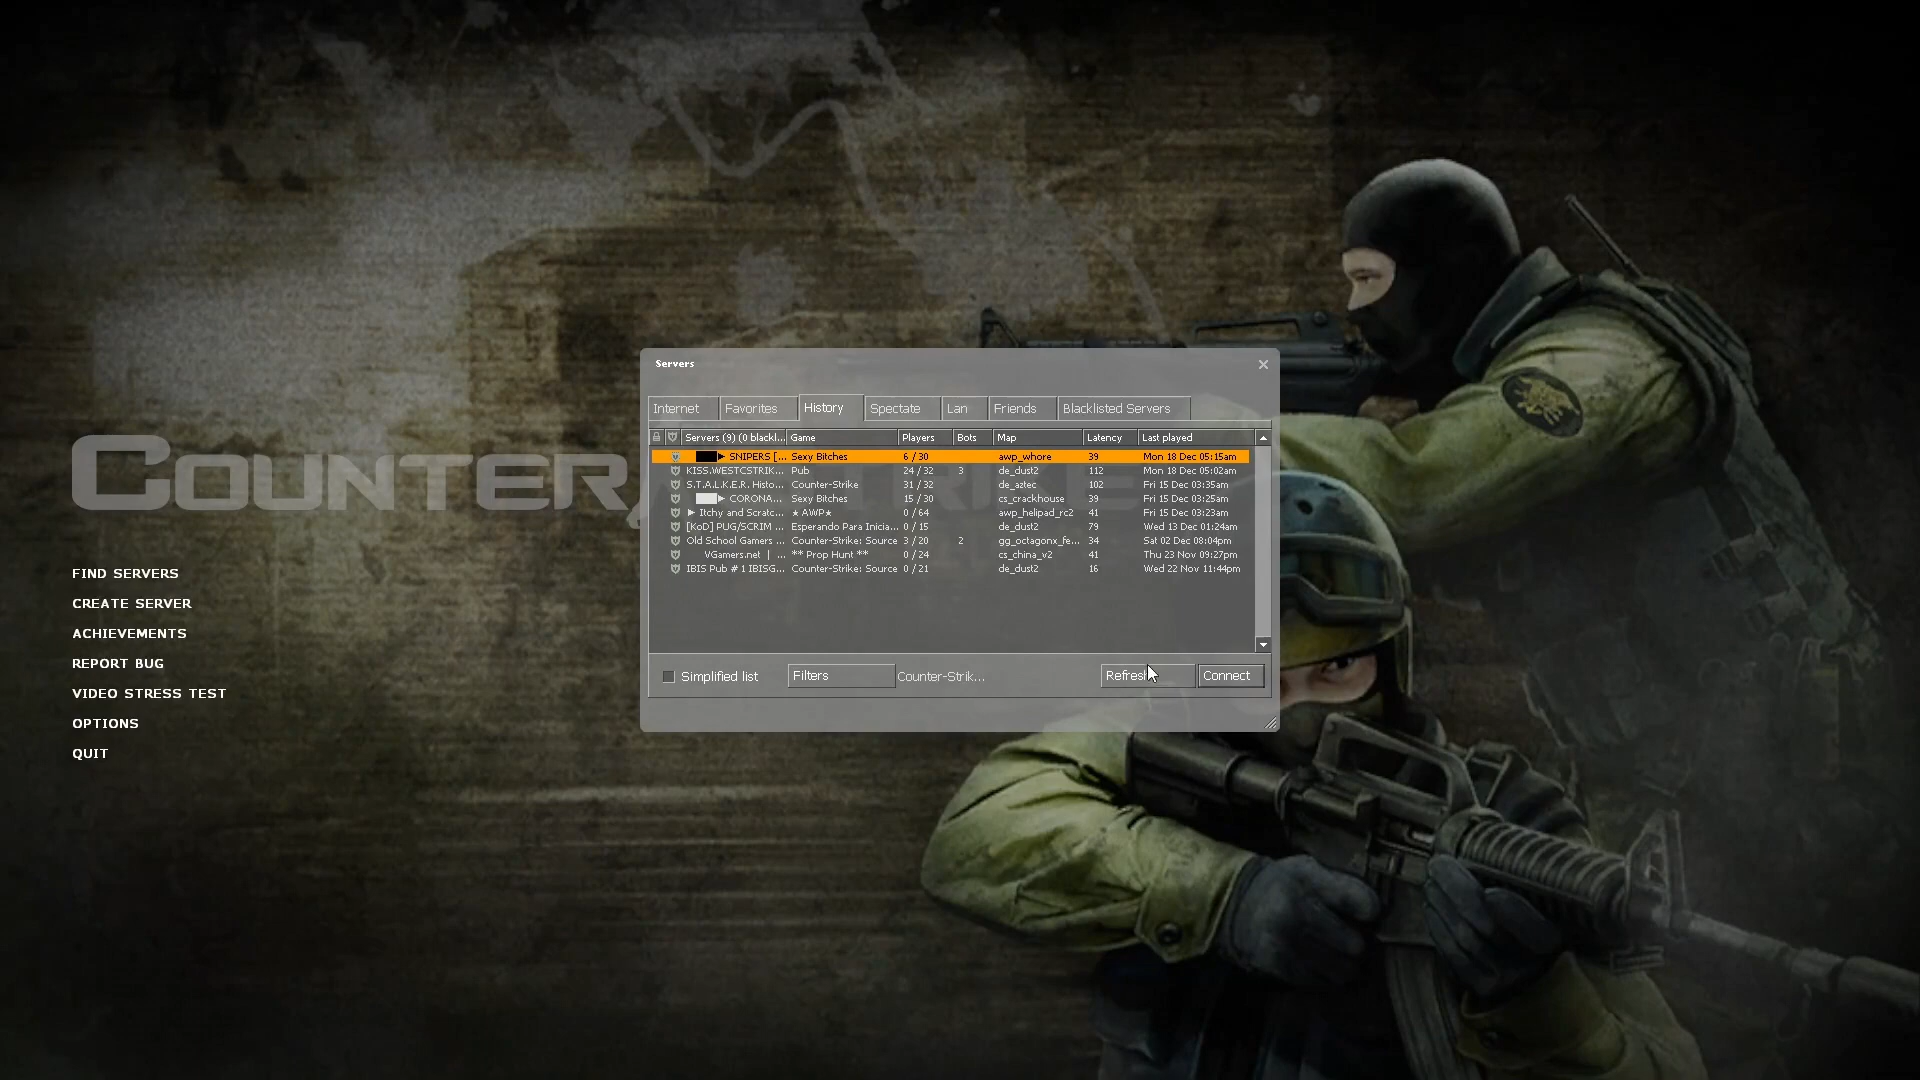 COUNTER STRIKE
Servers
Internet Favorites History Spectate Lan Friends Blacklisted Servers
Servers (9) (0 blackl... Game Players Bots Map Latency Last played
SNIPERS [... Sexy Bitches 6 / 30 awp_whore 39 Mon 18 Dec 05:15am
KISS.WESTCSTRIK... Pub 24 / 32 3 de_dust2 112 Mon 18 Dec 05:02am
S.T.A.L.K.E.R. Histo... Counter-Strike 31 / 32 de_aztec 102 Fri 15 Dec 03:35am
CORONA... Sexy Bitches 15 / 30 cs_crackhouse 39 Fri 15 Dec 03:25am
► Itchy and Scratc... ★ AWP★ 0 / 64 awp_helipad_rc2 41 Fri 15 Dec 03:23am
[KoD] PUG/SCRIM ... Esperando Para Inicia... 0 / 15 de_dust2 79 Wed 13 Dec 01:24am
Old School Gamers ... Counter-Strike: Source 3 / 20 2 gg_octagonx_fe... 34 Sat 02 Dec 08:04pm
VGamers.net | ... ** Prop Hunt ** 0 / 24 cs_china_v2 41 Thu 23 Nov 09:27pm
IBIS Pub # 1 IBISG... Counter-Strike: Source 0 / 21 de_dust2 16 Wed 22 Nov 11:44pm
Simplified list Filters Counter-Strik... Refresh Connect
FIND SERVERS
CREATE SERVER
ACHIEVEMENTS
REPORT BUG
VIDEO STRESS TEST
OPTIONS
QUIT